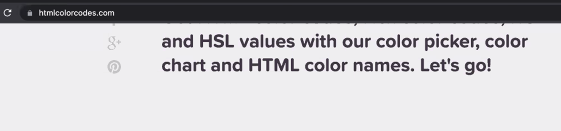 htmlcolorcodes.com
g+
and HSL values with our color picker, color
chart and HTML color names. Let's go!